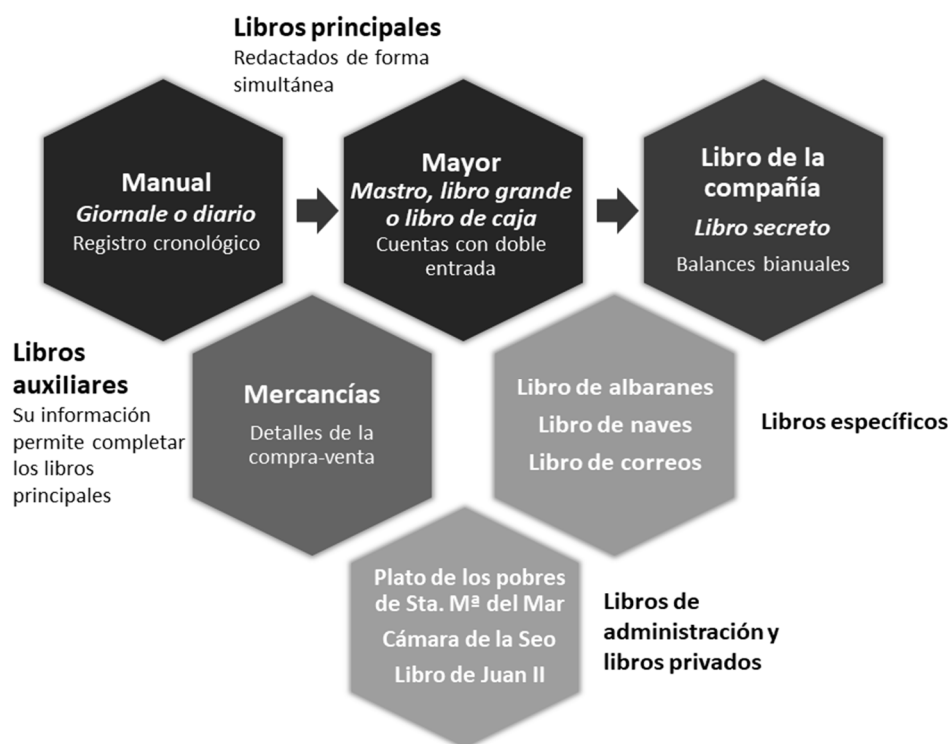 Libros principales
Redactados de forma
simultánea
Manual
Giornale o diario
Registro cronológico
Mayor
Mastro, libro grande
o libro de caja
Cuentas con doble
entrada
Libro de la
compañía
Libro secreto
Balances bianuales
Libros
auxiliares
Su información
permite completar
los libros
principales
Mercancías
Detalles de la
compra-venta
Libro de albaranes
Libro de naves
Libro de correos
Libros específicos
Plato de los pobres
de Sta. Mª del Mar
Cámara de la Seo
Libro de Juan II
Libros de
administración y
libros privados